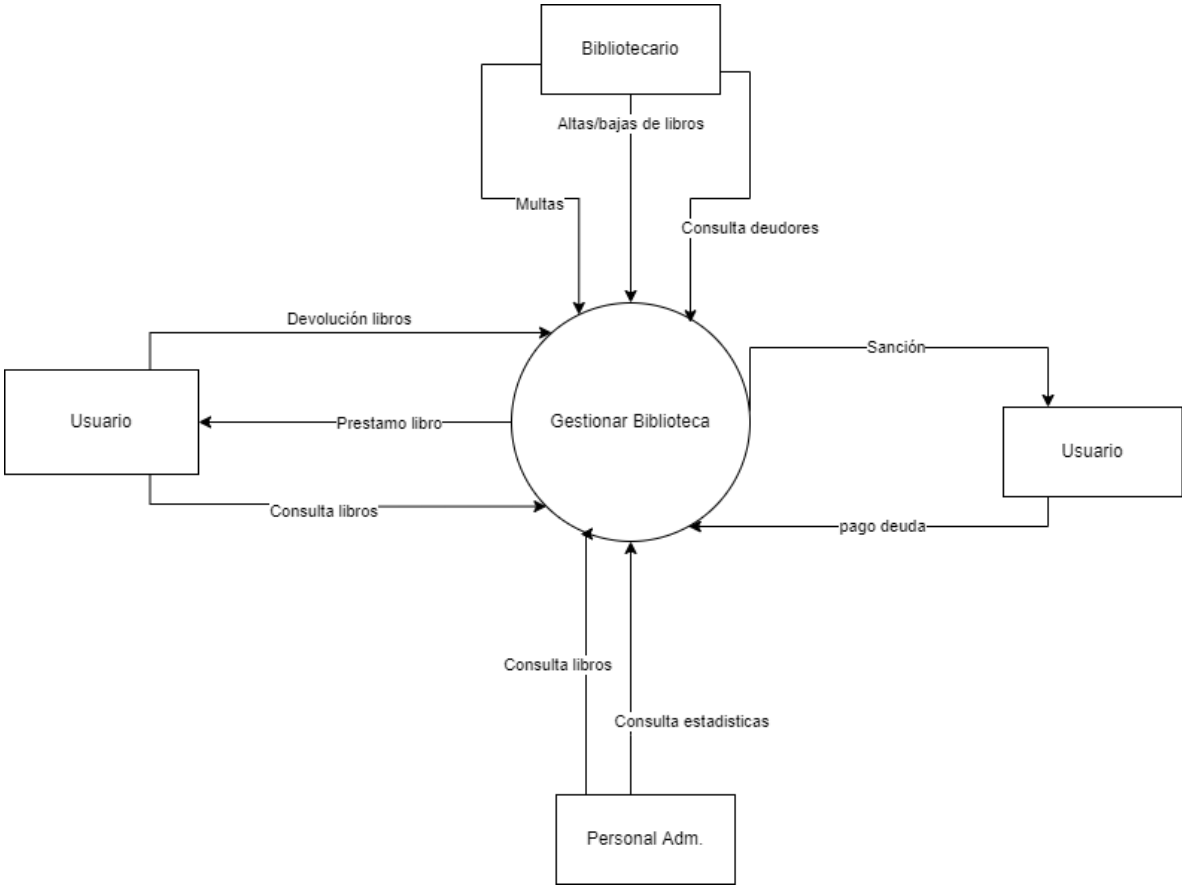 Bibliotecario
Altas/bajas de libros
Multas
Consulta deudores
Devolución libros
Sanción
Usuario
Prestamo libro
Gestionar Biblioteca
Usuario
Consulta libros
pago deuda
Consulta libros
Consulta estadisticas
Personal Adm.